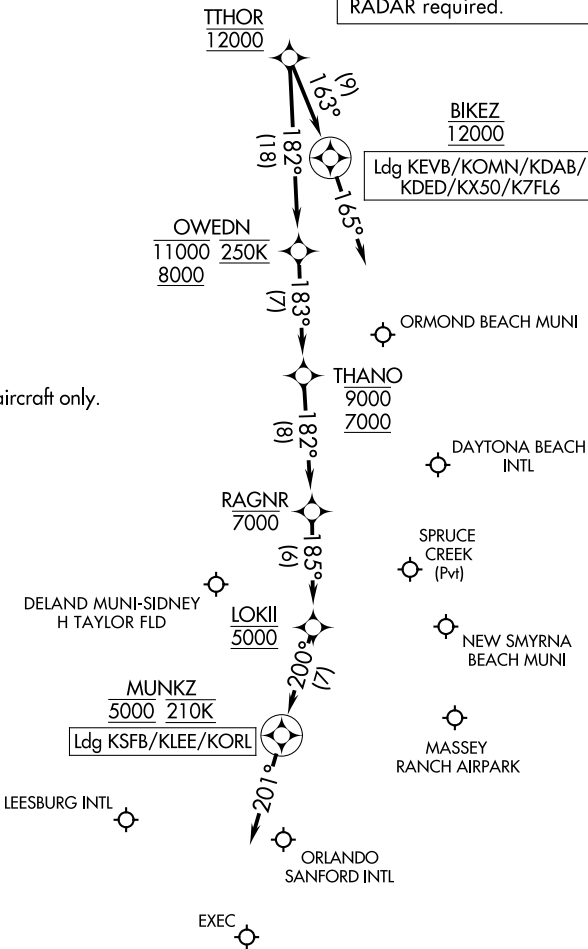 RADAR required.
TTHOR
12000
(9)
163°
BIKEZ
12000
Ldg KEVB/KOMN/KDAB/
KDED/KX50/K7FL6
182°
(18)
165°
OWEDN
11000 250K
8000
183°
(7)
ORMOND BEACH MUNI
THANO
9000
7000
ircraft only.
182°
(8)
DAYTONA BEACH
INTL
RAGNR
7000
185°
(6)
SPRUCE
CREEK
(Pvt)
DELAND MUNI-SIDNEY
H TAYLOR FLD
LOKII
5000
NEW SMYRNA
BEACH MUNI
200°
(7)
MUNKZ
5000 210K
Ldg KSFB/KLEE/KORL
MASSEY
RANCH AIRPARK
201°
LEESBURG INTL
ORLANDO
SANFORD INTL
EXEC